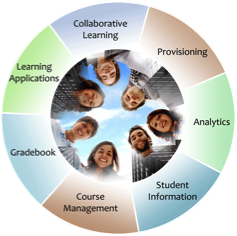 Collaborative
Learning
Provisioning
Analytics
Student
Information
Course
Management
Gradebook
Learning
Applications